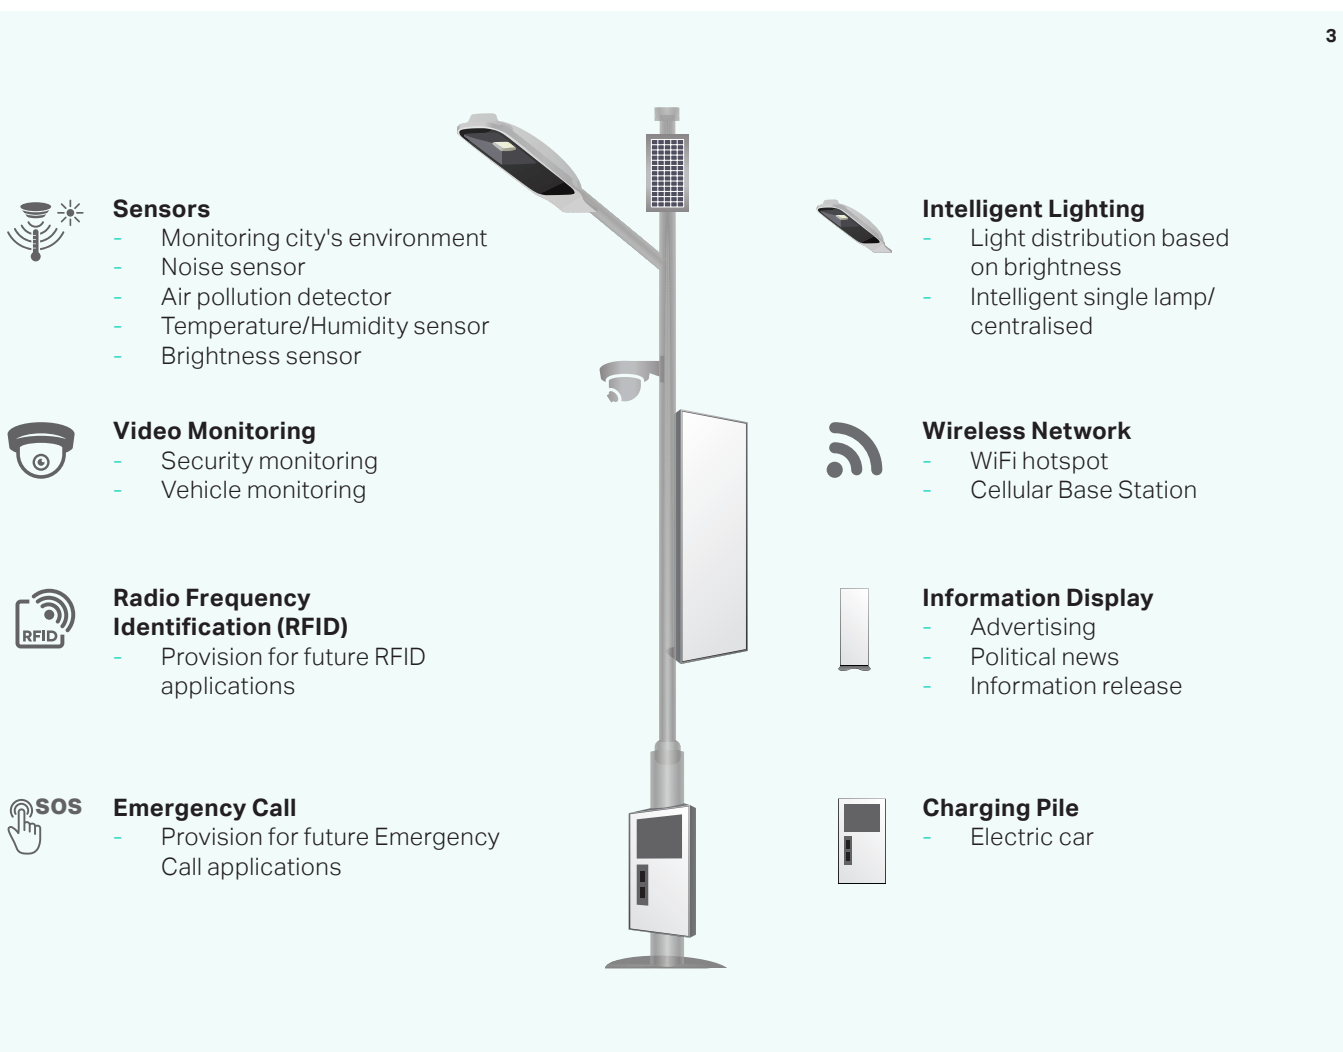 3
Sensors
- Monitoring city's environment
- Noise sensor
- Air pollution detector
- Temperature/Humidity sensor
- Brightness sensor
Video Monitoring
- Security monitoring
- Vehicle monitoring
RFID
Radio Frequency
Identification (RFID)
- Provision for future RFID
applications
SOS
Emergency Call
- Provision for future Emergency
Call applications
Intelligent Lighting
- Light distribution based
on brightness
- Intelligent single lamp/
centralised
Wireless Network
- WiFi hotspot
- Cellular Base Station
Information Display
- Advertising
- Political news
- Information release
Charging Pile
- Electric car